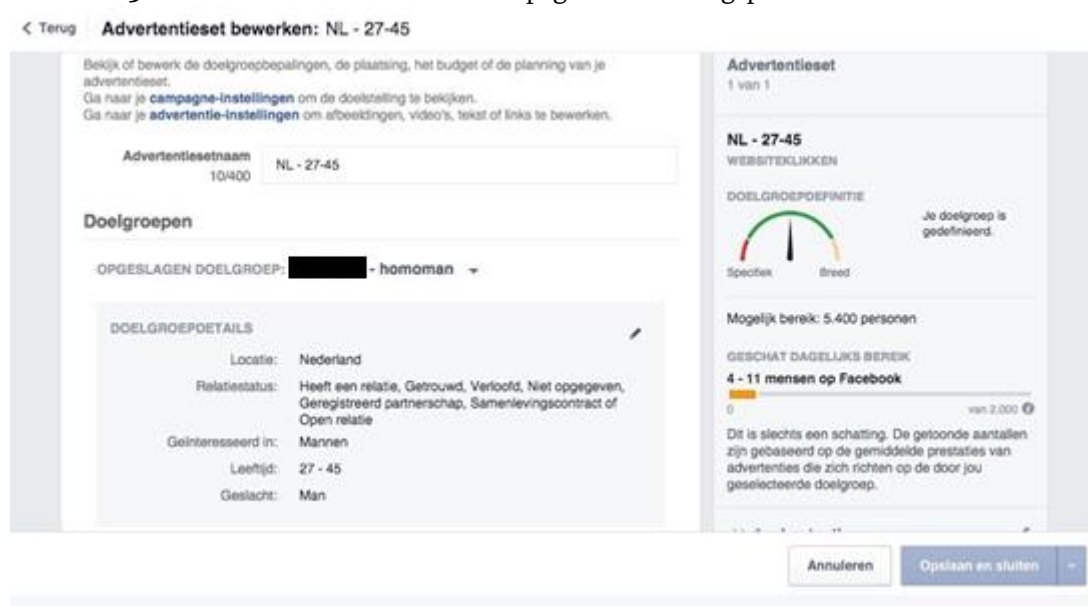 < Terug
Advertentieset bewerken: NL - 27-45
Bekijk of bewerk de doelgroepbepalingen, de plaatsing, het budget of de planning van je
advertentieset.
Ga naar je campagne-instellingen om de doelstelling te bekijken.
Ga naar je advertentie-instellingen om afbeeldingen, video's, tekst of links te bewerken.
Advertentiesetnaam
10/400
NL - 27-45
Doelgroepen
OPGESLAGEN DOELGROEP: - homoman
DOELGROEPDETAILS
Locatie: Nederland
Relatiestatus: Heeft een relatie, Getrouwd, Verloofd, Niet opgegeven,
Geregistreerd partnerschap, Samenlevingscontract of
Open relatie
Geïnteresseerd in: Mannen
Leeftijd: 27 - 45
Geslacht: Man
Advertentieset
1 van 1
NL - 27-45
WEBSITEKLIKKEN
DOELGROEPDEFINITIE
Je doelgroep is
gedefinieerd.
Specifiek Breed
Mogelijk bereik: 5.400 personen
GESCHAT DAGELIJKS BEREIK
4 - 11 mensen op Facebook
0 van 2.000
Dit is slechts een schatting. De getoonde aantallen
zijn gebaseerd op de gemiddelde prestaties van
advertenties die zich richten op de door jou
geselecteerde doelgroep.
Annuleren
Opslaan en sluiten